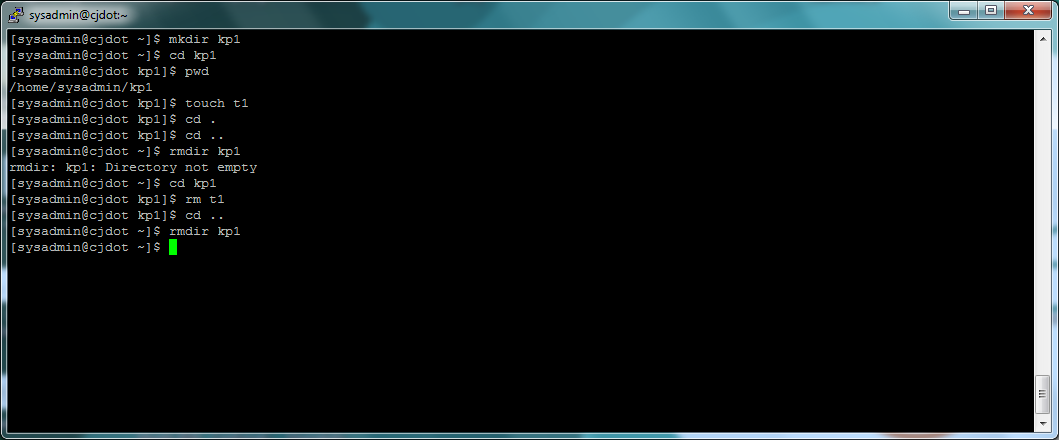 sysadmin@cjdot:~
[sysadmin@cjdot ~]$ mkdir kp1
[sysadmin@cjdot ~]$ cd kp1
[sysadmin@cjdot kp1]$ pwd
/home/sysadmin/kp1
[sysadmin@cjdot kp1]$ touch t1
[sysadmin@cjdot kp1]$ cd .
[sysadmin@cjdot kp1]$ cd ..
[sysadmin@cjdot ~]$ rmdir kp1
rmdir: kp1: Directory not empty
[sysadmin@cjdot ~]$ cd kp1
[sysadmin@cjdot kp1]$ rm t1
[sysadmin@cjdot kp1]$ cd ..
[sysadmin@cjdot ~]$ rmdir kp1
[sysadmin@cjdot ~]$